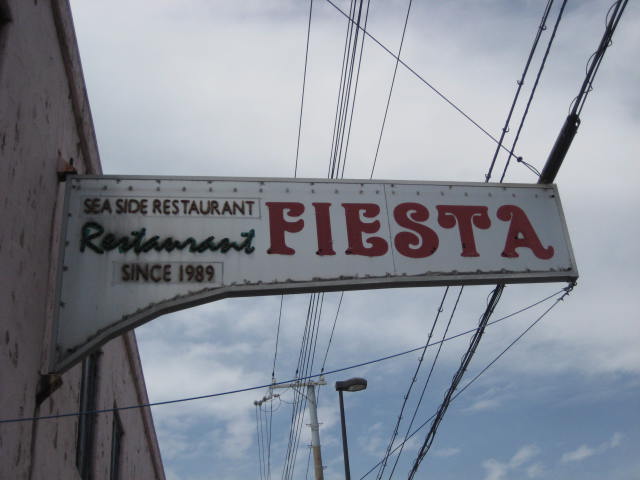 SEA SIDE RESTAURANT
Restaurant FIESTA
SINCE 1989